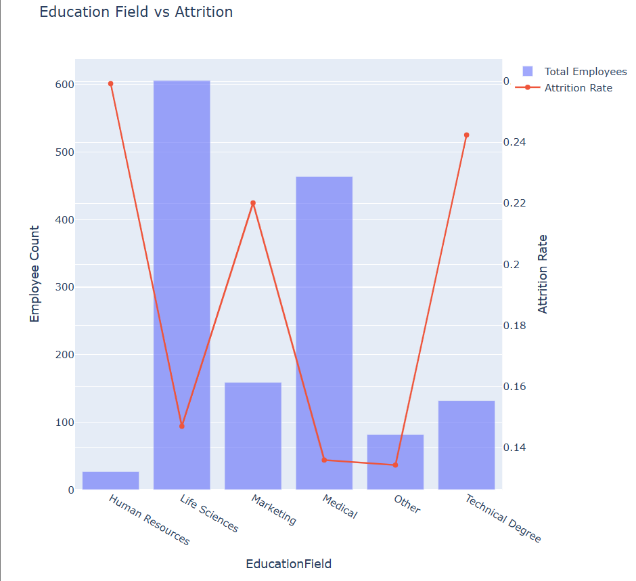 Education Field vs Attrition
Total Employees
Attrition Rate
600
500
400
300
200
100
0
Employee Count
0
0.24
0.22
0.2
0.18
0.16
0.14
Attrition Rate
Human Resources
Life Sciences
Marketing
Medical
Other
Technical Degree
EducationField